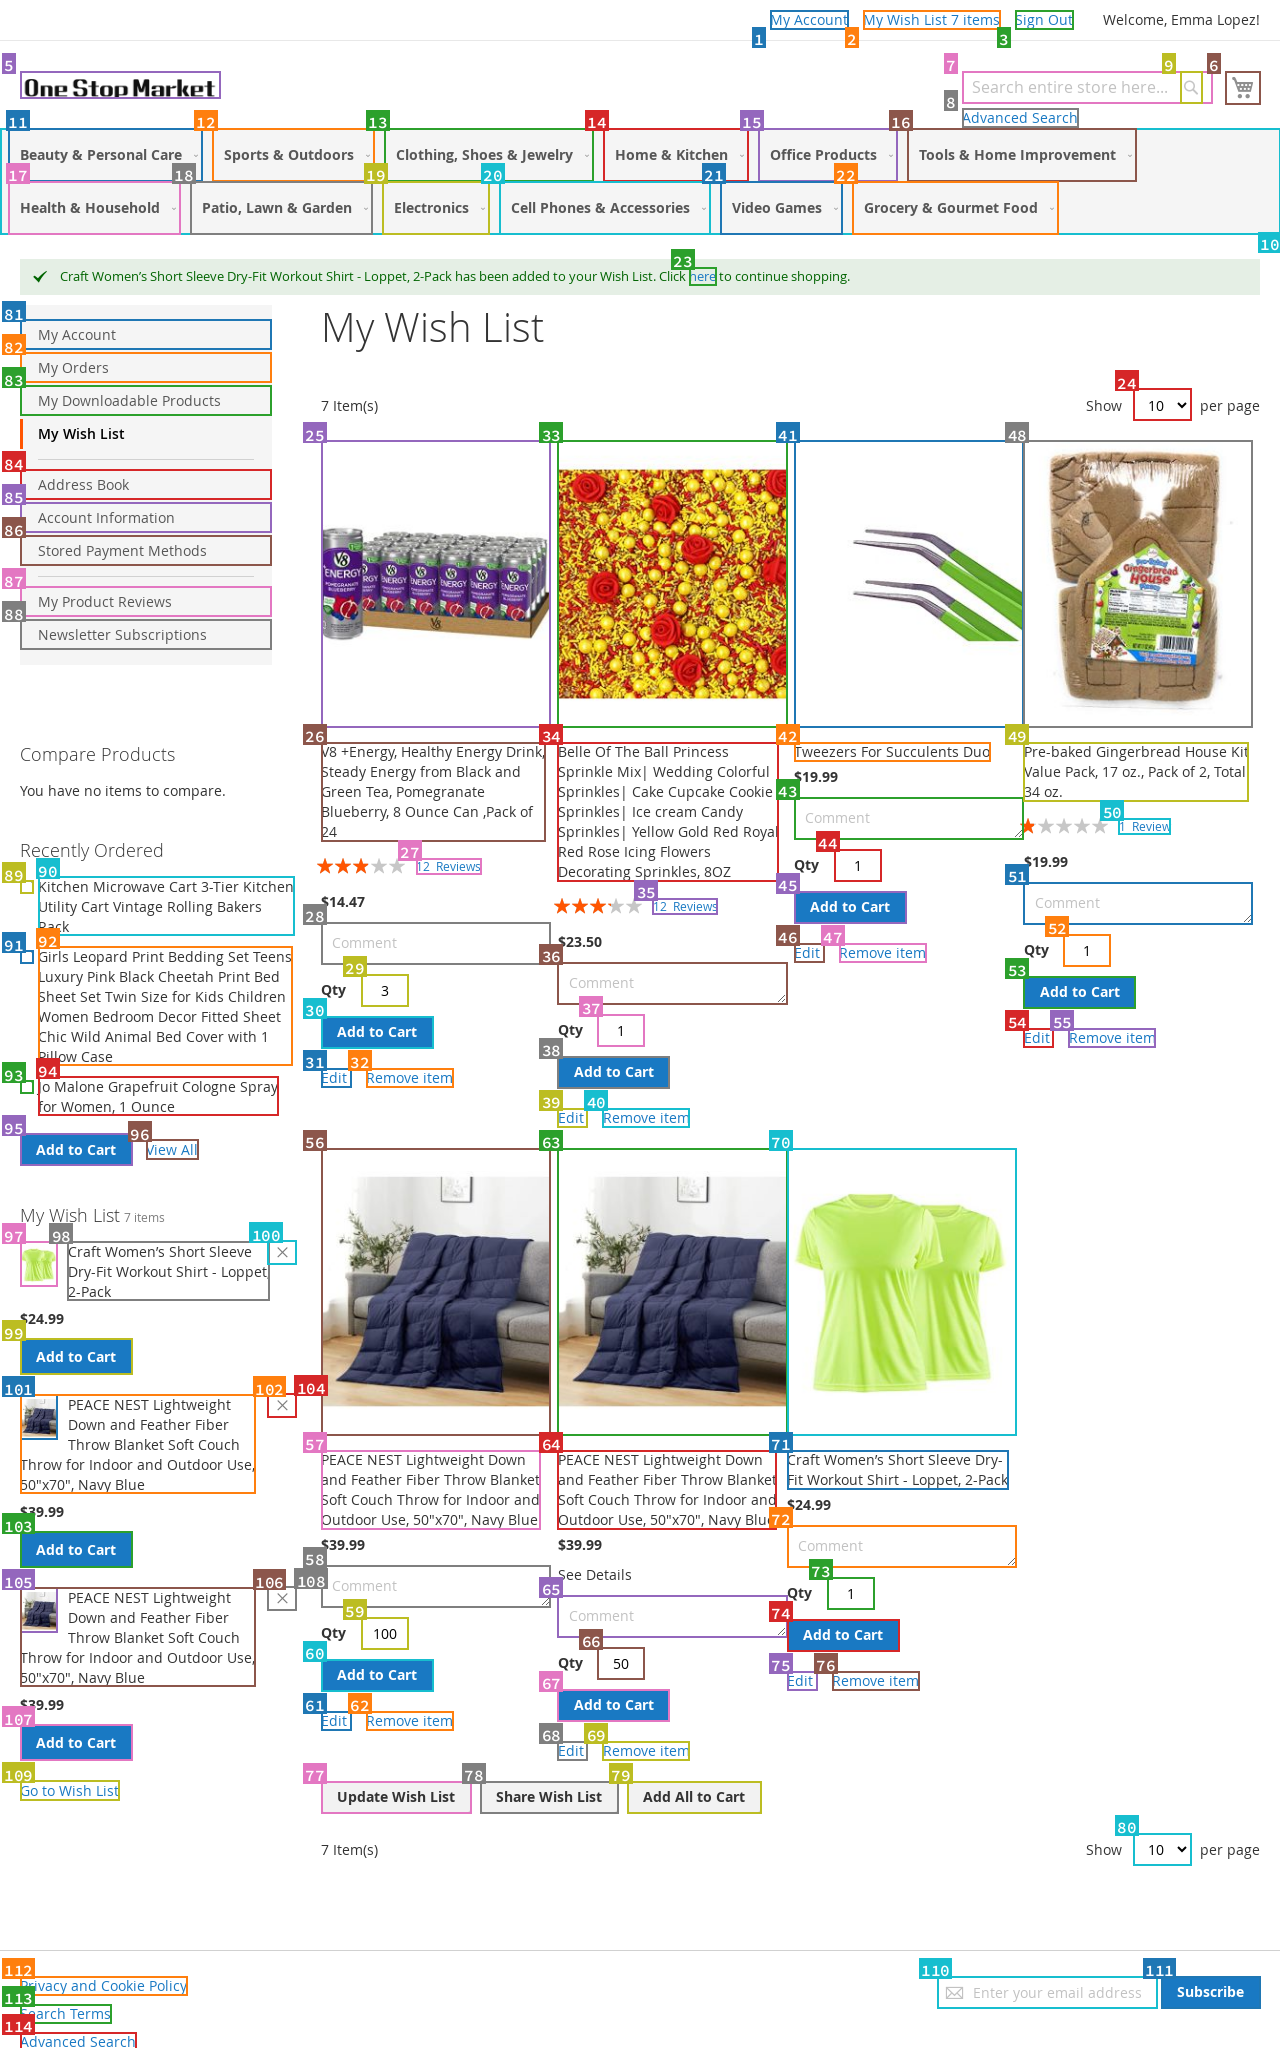 My Account
My Wish List 7 items
Sign Out
Welcome, Emma Lopez!
1
2
3
5
7
9
6
One Stop Market
Search entire store here...
8
Advanced Search
11
12
13
14
15
16
Beauty & Personal Care
Sports & Outdoors
Clothing, Shoes & Jewelry
Home & Kitchen
Office Products
Tools & Home Improvement
17
18
19
20
21
22
Health & Household
Patio, Lawn & Garden
Electronics
Cell Phones & Accessories
Video Games
Grocery & Gourmet Food
10
23
Craft Women’s Short Sleeve Dry-Fit Workout Shirt - Loppet, 2-Pack has been added to your Wish List. Click here to continue shopping.
81
My Account
82
My Orders
83
My Downloadable Products
My Wish List
84
Address Book
85
Account Information
86
Stored Payment Methods
87
My Product Reviews
88
Newsletter Subscriptions
Compare Products
You have no items to compare.
Recently Ordered
89
90
Kitchen Microwave Cart 3-Tier Kitchen
Utility Cart Vintage Rolling Bakers
Rack
91
92
Girls Leopard Print Bedding Set Teens
Luxury Pink Black Cheetah Print Bed
Sheet Set Twin Size for Kids Children
Women Bedroom Decor Fitted Sheet
Chic Wild Animal Bed Cover with 1
Pillow Case
93
94
Jo Malone Grapefruit Cologne Spray
for Women, 1 Ounce
95
96
Add to Cart
View All
My Wish List 7 items
97
98
100
Craft Women’s Short Sleeve
Dry-Fit Workout Shirt - Loppet,
2-Pack
$24.99
99
Add to Cart
101
102
104
PEACE NEST Lightweight
Down and Feather Fiber
Throw Blanket Soft Couch
Throw for Indoor and Outdoor Use,
50"x70", Navy Blue
$39.99
103
Add to Cart
105
106
108
PEACE NEST Lightweight
Down and Feather Fiber
Throw Blanket Soft Couch
Throw for Indoor and Outdoor Use,
50"x70", Navy Blue
$39.99
107
Add to Cart
109
Go to Wish List
My Wish List
7 Item(s)
24
Show
10
per page
25
V8
ENERGY
POMEGRANATE
BLUEBERRY
26
V8 +Energy, Healthy Energy Drink,
Steady Energy from Black and
Green Tea, Pomegranate
Blueberry, 8 Ounce Can ,Pack of
24
27
12 Reviews
$14.47
28
Comment
29
Qty
3
30
Add to Cart
31
32
Edit
Remove item
33
34
Belle Of The Ball Princess
Sprinkle Mix| Wedding Colorful
Sprinkles| Cake Cupcake Cookie
Sprinkles| Ice cream Candy
Sprinkles| Yellow Gold Red Royal
Red Rose Icing Flowers
Decorating Sprinkles, 8OZ
35
12 Reviews
$23.50
36
Comment
37
Qty
1
38
Add to Cart
39
40
Edit
Remove item
41
42
Tweezers For Succulents Duo
$19.99
43
Comment
44
Qty
1
45
Add to Cart
46
47
Edit
Remove item
48
Gingerbread
House
49
Pre-baked Gingerbread House Kit
Value Pack, 17 oz., Pack of 2, Total
34 oz.
50
1 Review
$19.99
51
Comment
52
Qty
1
53
Add to Cart
54
55
Edit
Remove item
56
57
PEACE NEST Lightweight Down
and Feather Fiber Throw Blanket
Soft Couch Throw for Indoor and
Outdoor Use, 50"x70", Navy Blue
$39.99
58
Comment
59
Qty
100
60
Add to Cart
61
62
Edit
Remove item
63
64
PEACE NEST Lightweight Down
and Feather Fiber Throw Blanket
Soft Couch Throw for Indoor and
Outdoor Use, 50"x70", Navy Blue
$39.99
See Details
65
Comment
66
Qty
50
67
Add to Cart
68
69
Edit
Remove item
70
71
Craft Women’s Short Sleeve Dry-
Fit Workout Shirt - Loppet, 2-Pack
$24.99
72
Comment
73
Qty
1
74
Add to Cart
75
76
Edit
Remove item
77
78
79
Update Wish List
Share Wish List
Add All to Cart
7 Item(s)
80
Show
10
per page
112
Privacy and Cookie Policy
113
Search Terms
114
Advanced Search
110
111
Enter your email address
Subscribe